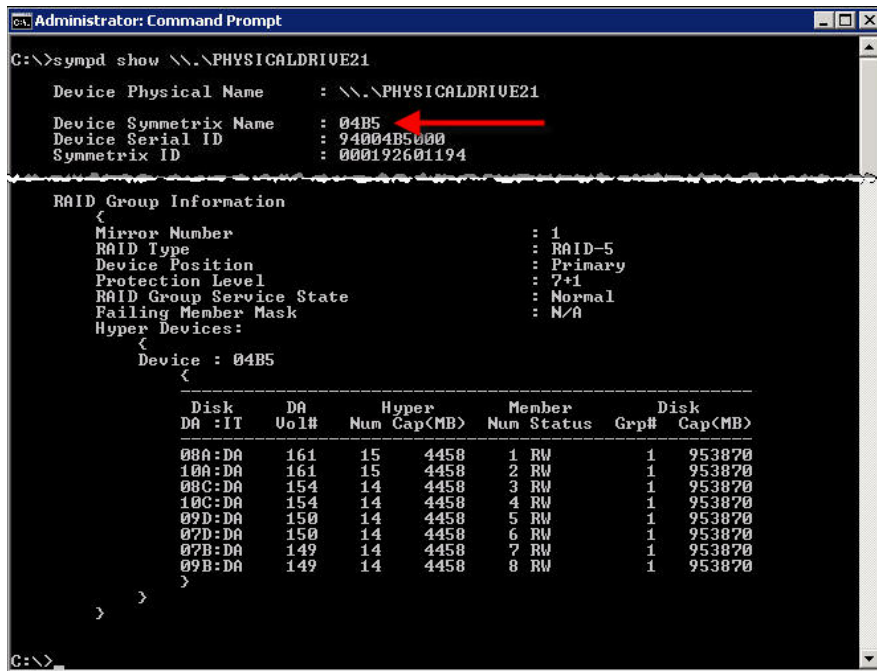 Administrator: Command Prompt
C:\>sympd show \\.\PHYSICALDRIVE21
Device Physical Name : \\.\PHYSICALDRIVE21
Device Symmetrix Name : 04B5
Device Serial ID : 94004B5000
Symmetrix ID : 000192601194
RAID Group Information
{
Mirror Number : 1
RAID Type : RAID-5
Device Position : Primary
Protection Level : 7+1
RAID Group Service State : Normal
Failing Member Mask : N/A
Hyper Devices:
{
Device : 04B5
{
Disk DA Hyper Member Disk
DA :IT Vol# Num Cap(MB) Num Status Grp# Cap(MB)
08A:DA 161 15 4458 1 RW 1 953870
10A:DA 161 15 4458 2 RW 1 953870
08C:DA 154 14 4458 3 RW 1 953870
10C:DA 154 14 4458 4 RW 1 953870
09D:DA 150 14 4458 5 RW 1 953870
07D:DA 150 14 4458 6 RW 1 953870
07B:DA 149 14 4458 7 RW 1 953870
09B:DA 149 14 4458 8 RW 1 953870
}
}
}
C:\>_